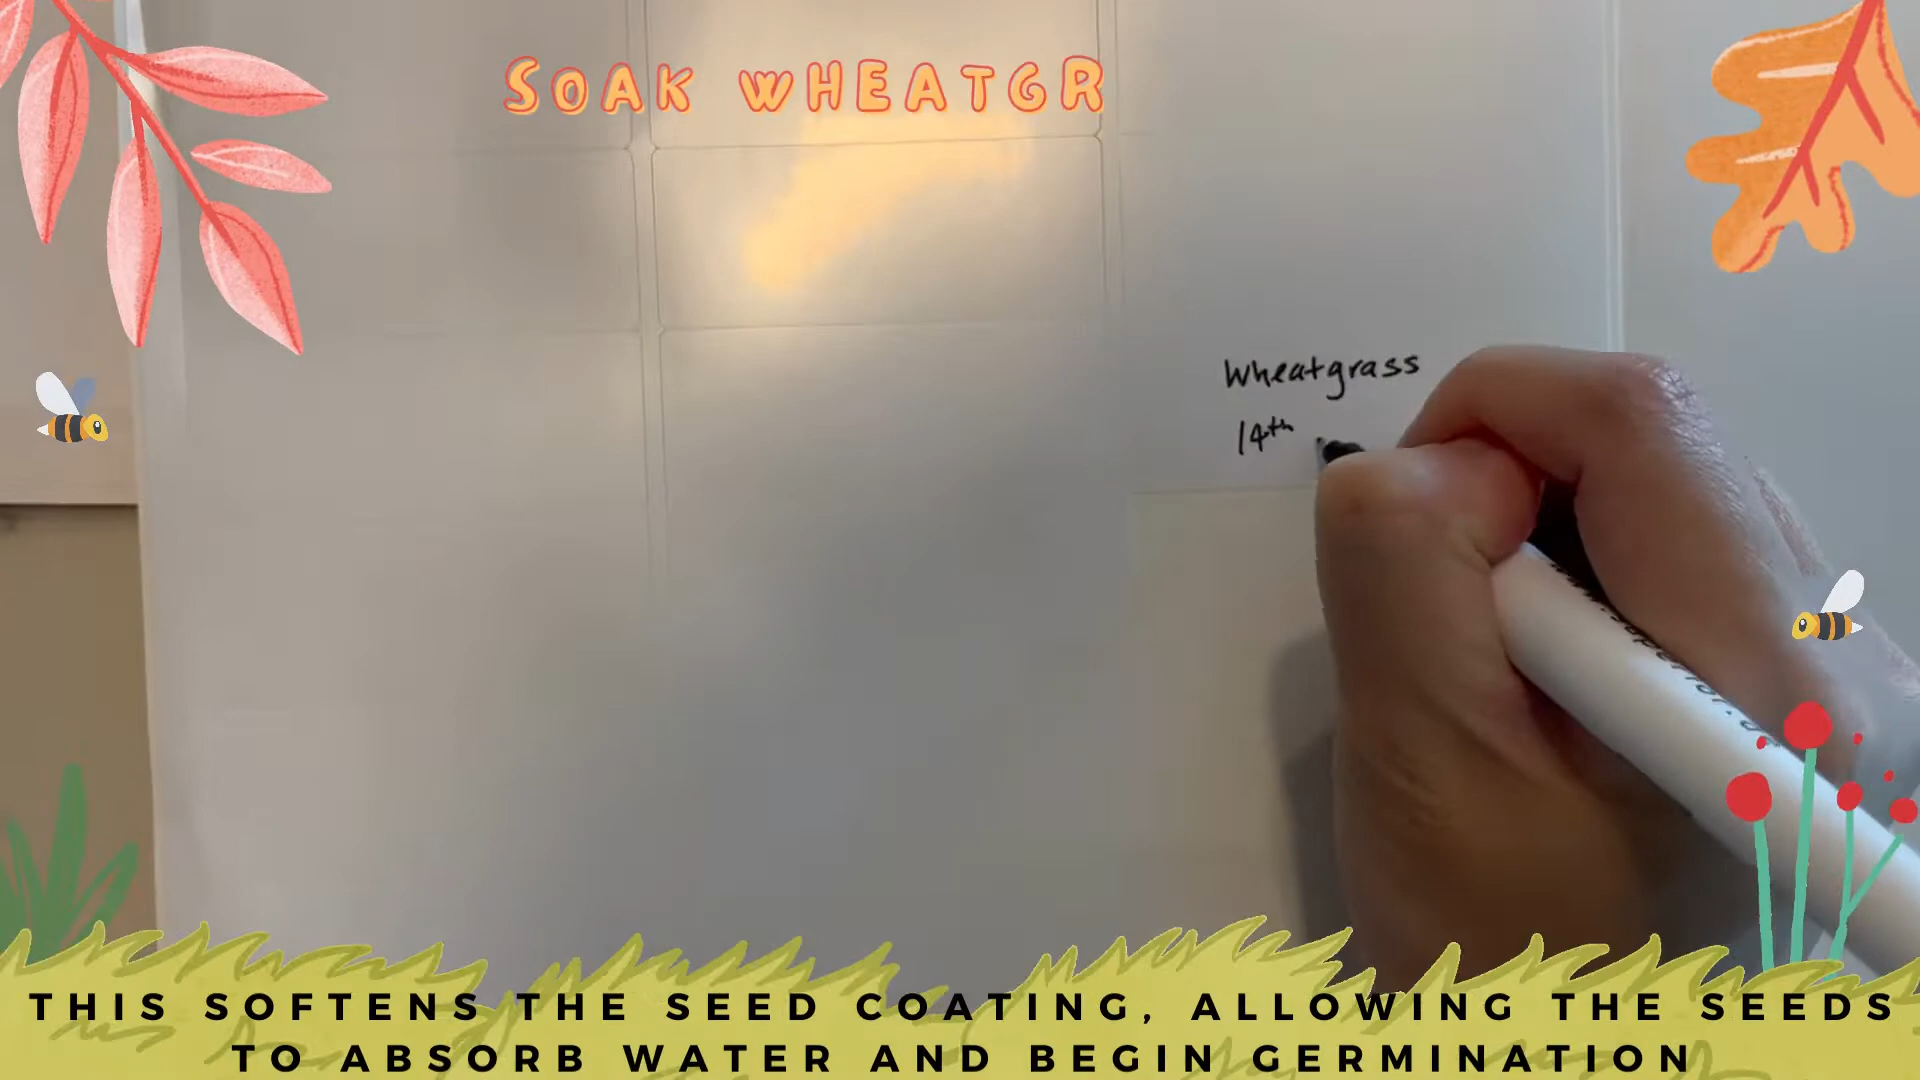 SOAK WHEATGR
Wheatgrass
14th
THIS SOFTENS THE SEED COATING, ALLOWING THE SEEDS
TO ABSORB WATER AND BEGIN GERMINATION